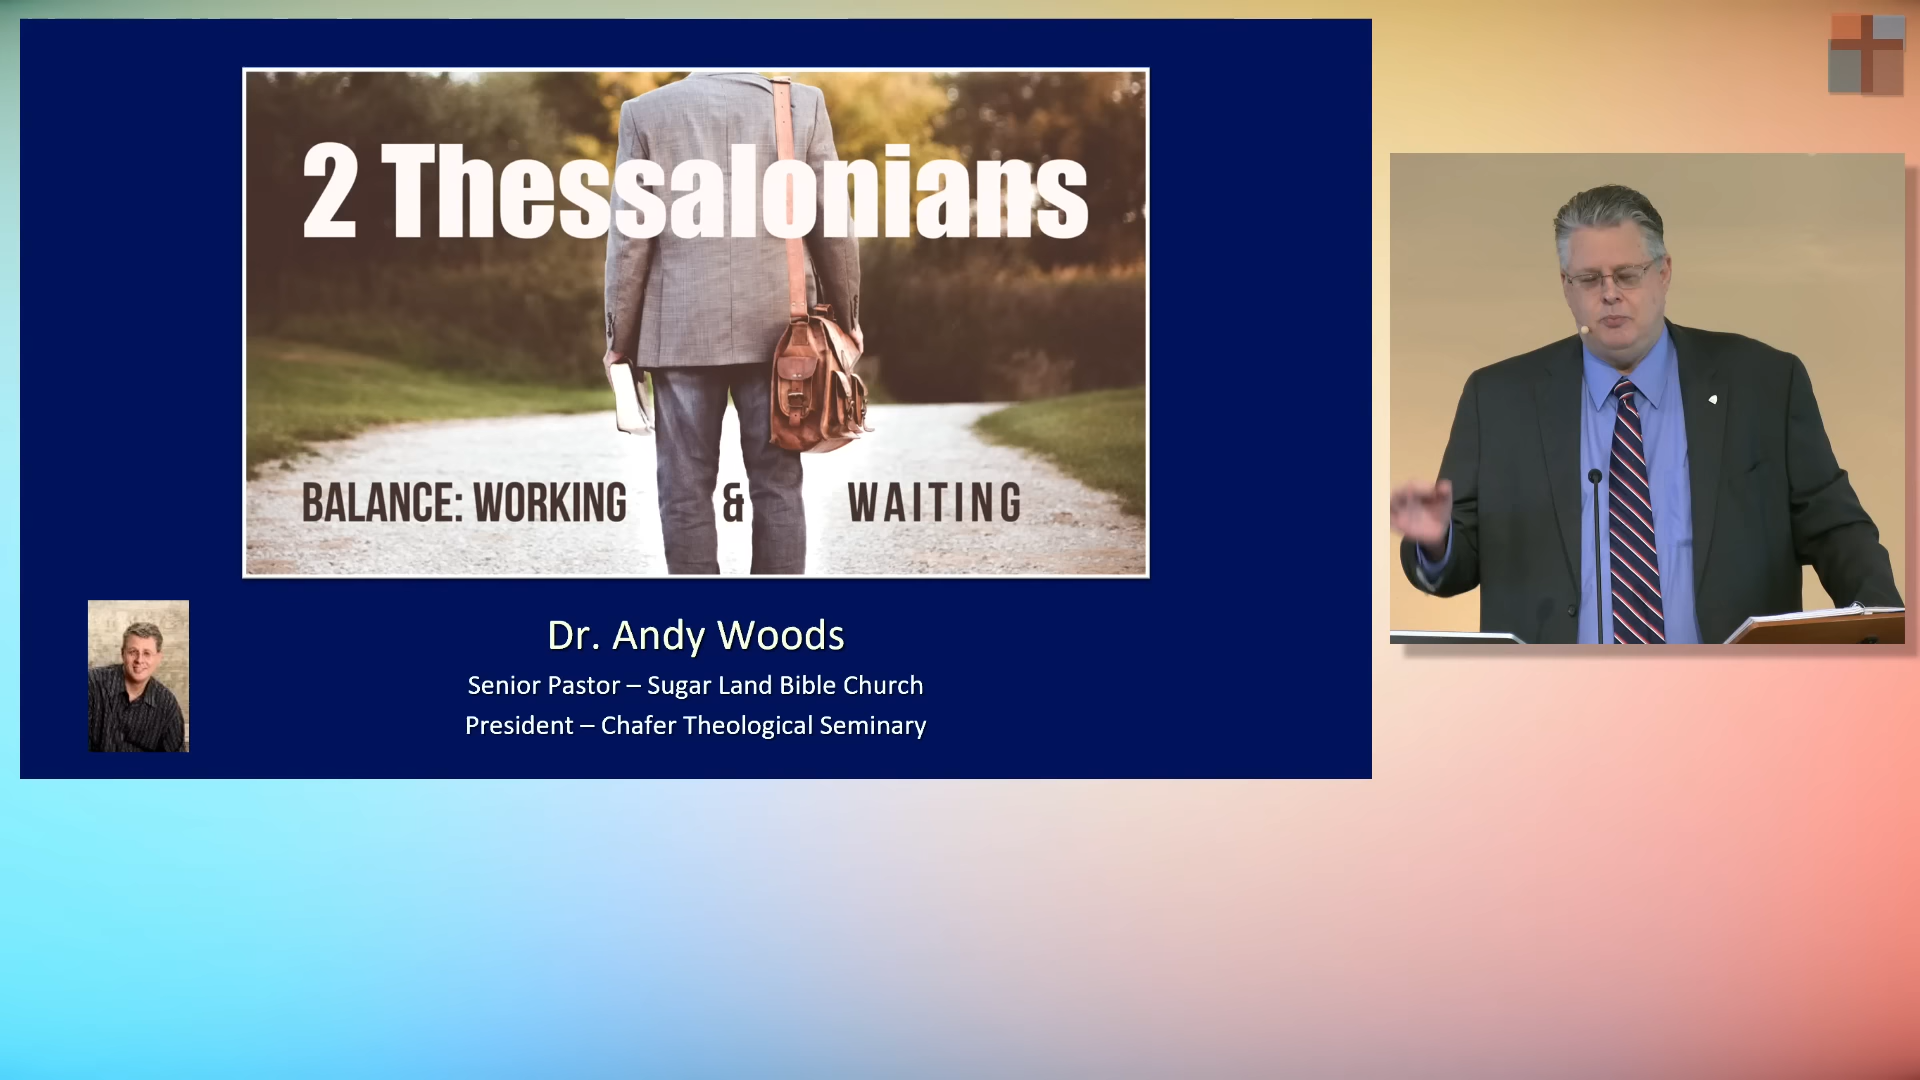 2 Thessalonians
BALANCE: WORKING & WAITING
Dr. Andy Woods
Senior Pastor – Sugar Land Bible Church
President – Chafer Theological Seminary